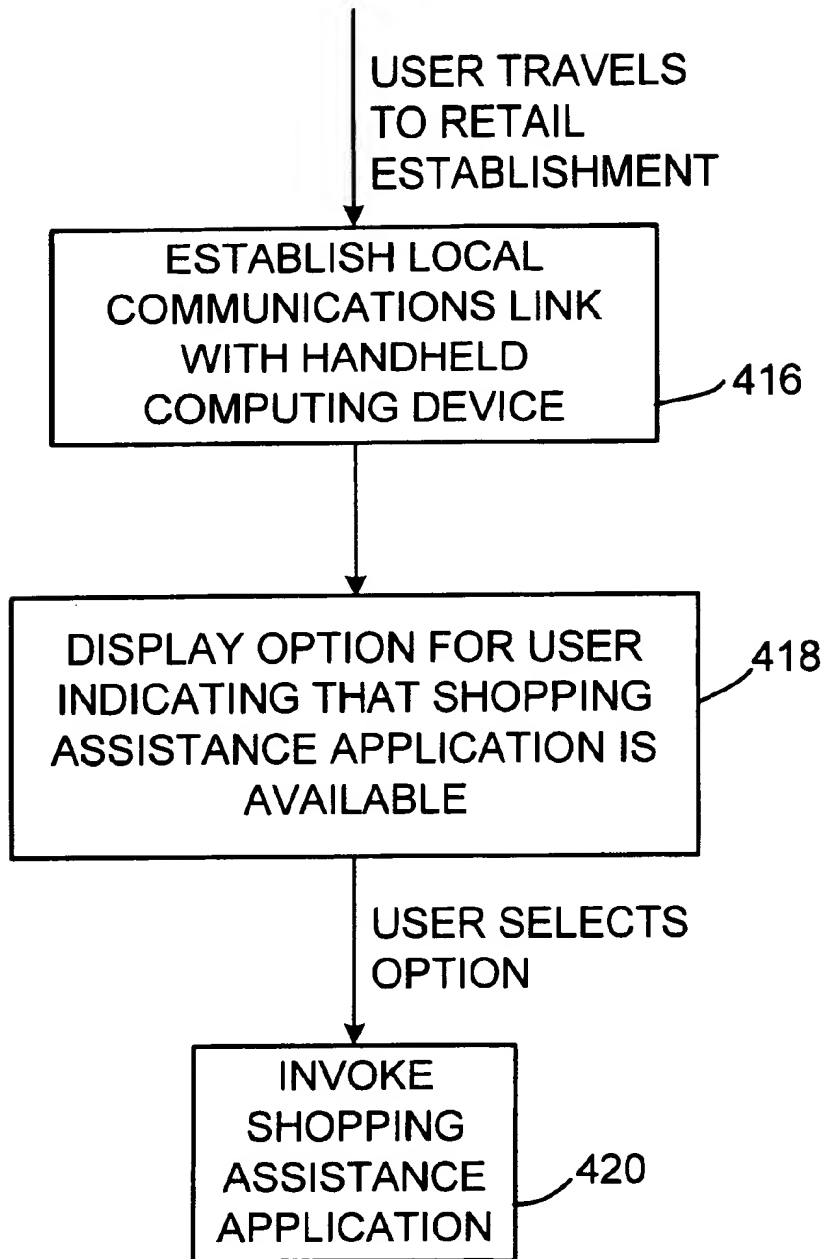 USER TRAVELS
TO RETAIL
ESTABLISHMENT
ESTABLISH LOCAL
COMMUNICATIONS LINK
WITH HANDHELD
COMPUTING DEVICE
416
DISPLAY OPTION FOR USER
INDICATING THAT SHOPPING
ASSISTANCE APPLICATION IS
AVAILABLE
418
USER SELECTS
OPTION
INVOKE
SHOPPING
ASSISTANCE
APPLICATION
420